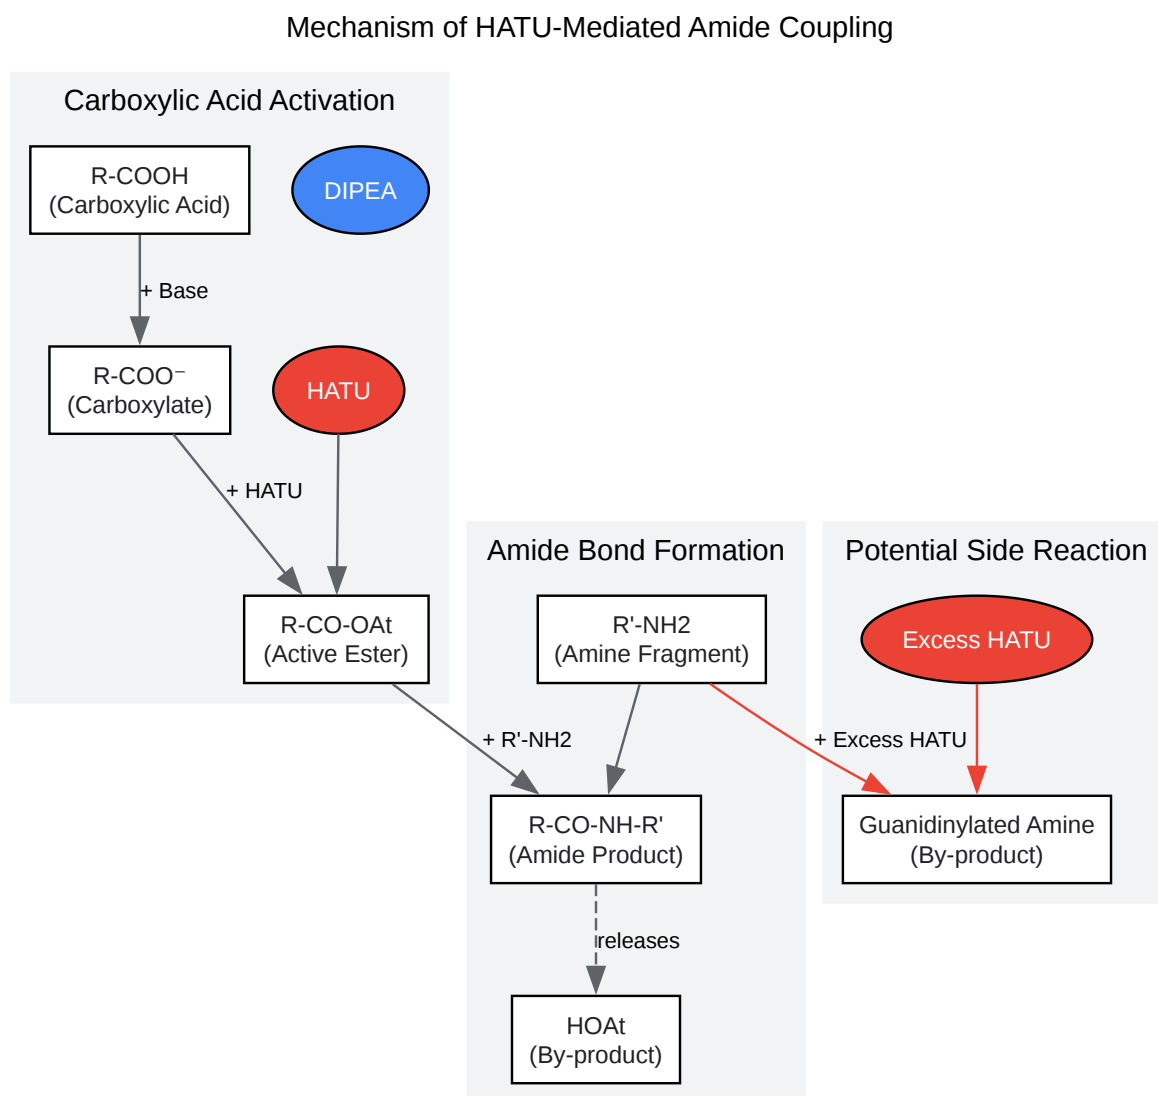 Mechanism of HATU-Mediated Amide Coupling
Carboxylic Acid Activation
R-COOH
(Carboxylic Acid)
DIPEA
+ Base
R-COO⁻
(Carboxylate)
HATU
+ HATU
R-CO-OAt
(Active Ester)
Amide Bond Formation
R'-NH2
(Amine Fragment)
+ R'-NH2
R-CO-NH-R'
(Amide Product)
releases
HOAt
(By-product)
Potential Side Reaction
Excess HATU
+ Excess HATU
Guanidinylated Amine
(By-product)